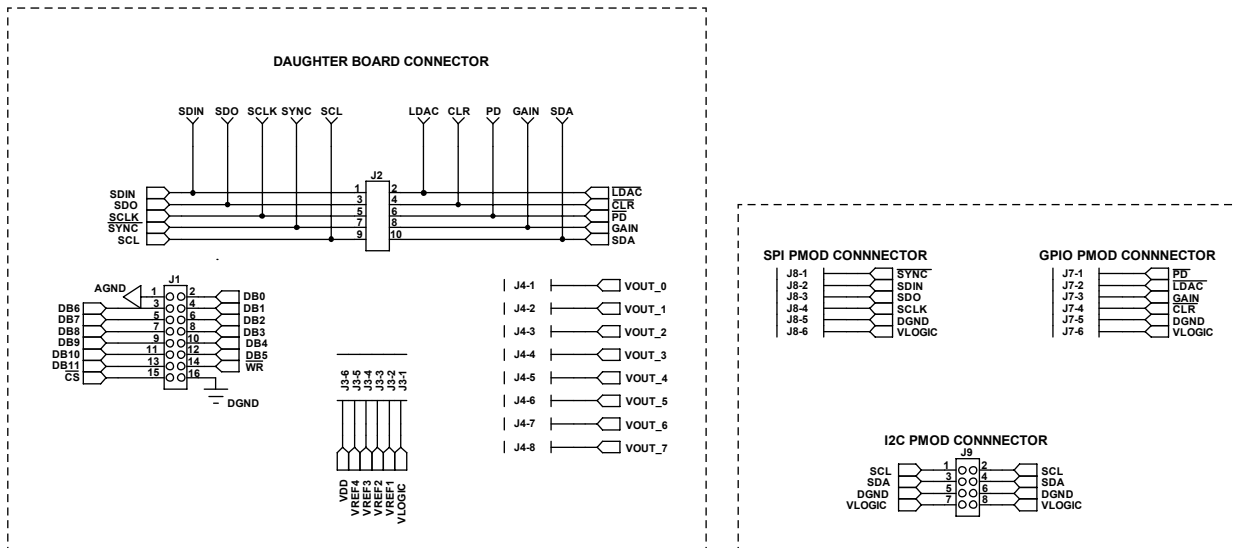 DAUGHTER BOARD CONNECTOR
SDIN SDO SCLK SYNC SCL LDAC CLR PD GAIN SDA
J2
SDIN 1 2 LDAC
SDO 3 4 CLR
SCLK 5 6 PD
SYNC 7 8 GAIN
SCL 9 10 SDA
J1
AGND 1 2 DB0
DB6 3 4 DB1
DB7 5 6 DB2
DB8 7 8 DB3
DB9 9 10 DB4
DB10 11 12 DB5
DB11 13 14 WR
CS 15 16
DGND
J3-6 J3-5 J3-4 J3-3 J3-2 J3-1
VDD VREF4 VREF3 VREF2 VREF1 VLOGIC
J4-1 VOUT_0
J4-2 VOUT_1
J4-3 VOUT_2
J4-4 VOUT_3
J4-5 VOUT_4
J4-6 VOUT_5
J4-7 VOUT_6
J4-8 VOUT_7
SPI PMOD CONNNECTOR
J8-1 SYNC
J8-2 SDIN
J8-3 SDO
J8-4 SCLK
J8-5 DGND
J8-6 VLOGIC
GPIO PMOD CONNNECTOR
J7-1 PD
J7-2 LDAC
J7-3 GAIN
J7-4 CLR
J7-5 DGND
J7-6 VLOGIC
I2C PMOD CONNNECTOR
J9
SCL 1 2 SCL
SDA 3 4 SDA
DGND 5 6 DGND
VLOGIC 7 8 VLOGIC